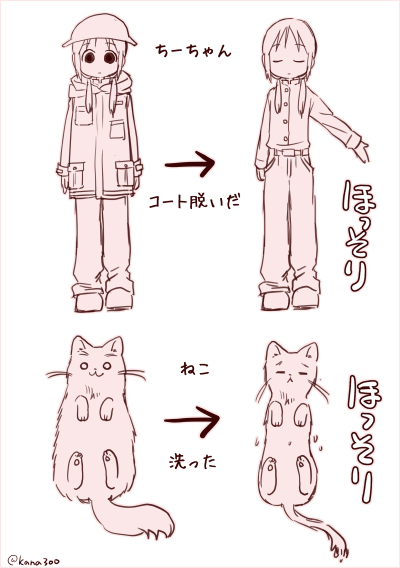 ちーちゃん
コート脱いだ
ほっそり
ねこ
洗った
ほっそり
@kana300